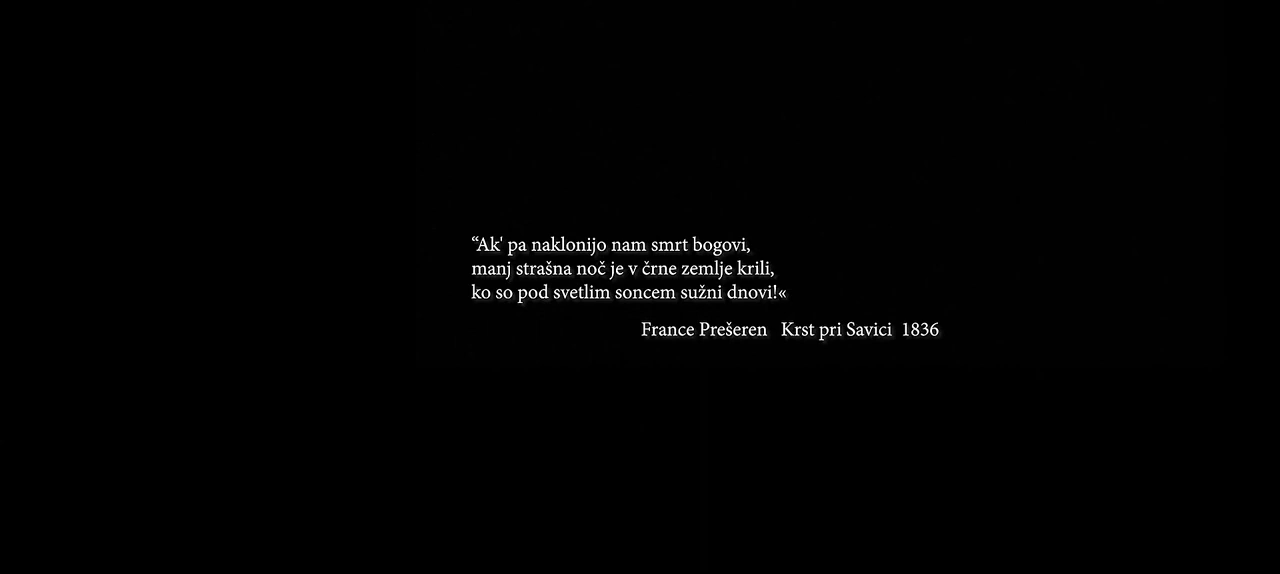 “Ak' pa naklonijo nam smrt bogovi,
manj strašna noč je v črne zemlje krili,
ko so pod svetlim soncem sužni dnovi!«
France Prešeren Krst pri Savici 1836